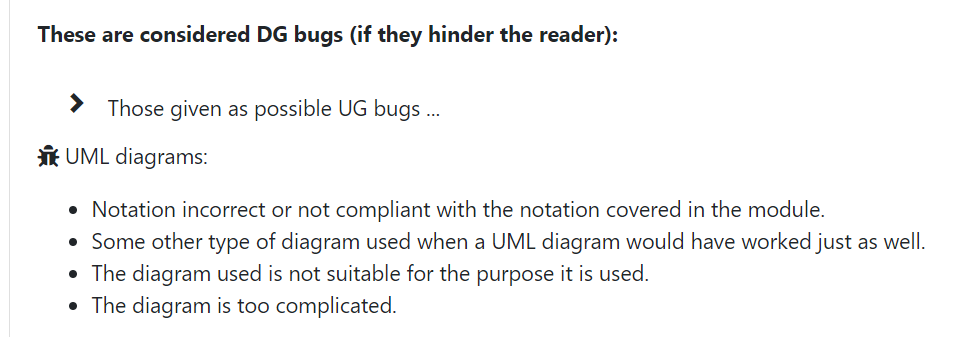 These are considered DG bugs (if they hinder the reader):
Those given as possible UG bugs ...
UML diagrams:
Notation incorrect or not compliant with the notation covered in the module.
Some other type of diagram used when a UML diagram would have worked just as well.
The diagram used is not suitable for the purpose it is used.
The diagram is too complicated.